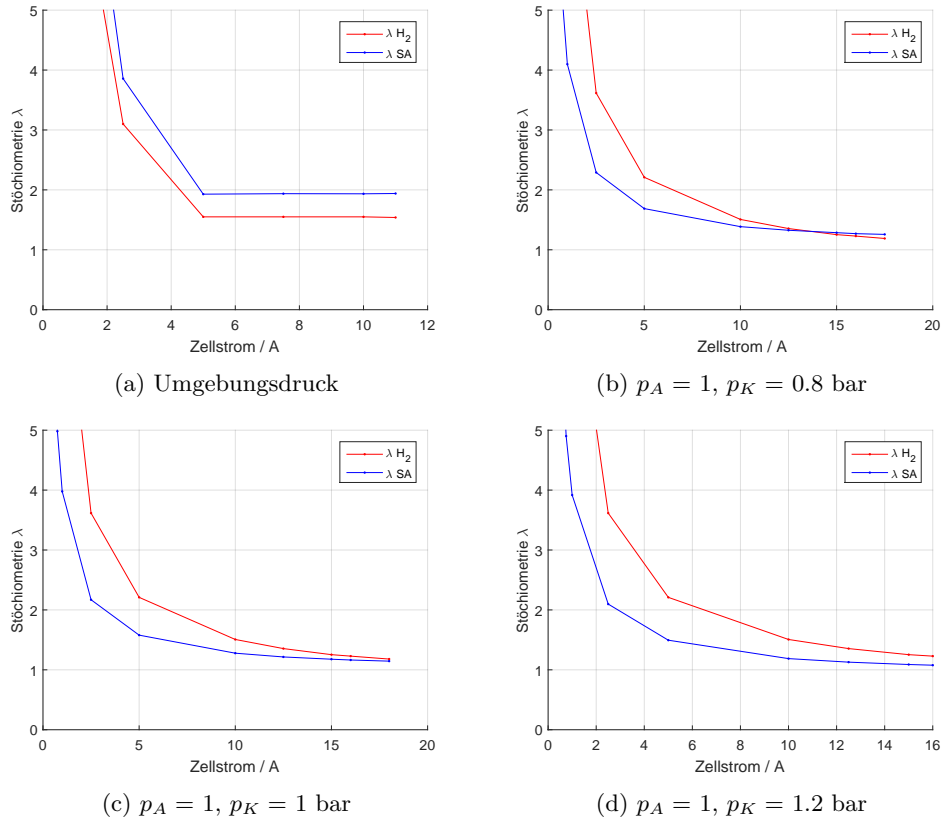 5
4
3
2
1
0
Stöchiometrie λ
0 2 4 6 8 10 12
Zellstrom / A
λ H2
λ SA
(a) Umgebungsdruck
5
4
3
2
1
0
Stöchiometrie λ
0 5 10 15 20
Zellstrom / A
λ H2
λ SA
(b) pA = 1, pK = 0.8 bar
5
4
3
2
1
0
Stöchiometrie λ
0 5 10 15 20
Zellstrom / A
λ H2
λ SA
(c) pA = 1, pK = 1 bar
5
4
3
2
1
0
Stöchiometrie λ
0 2 4 6 8 10 12 14 16
Zellstrom / A
λ H2
λ SA
(d) pA = 1, pK = 1.2 bar